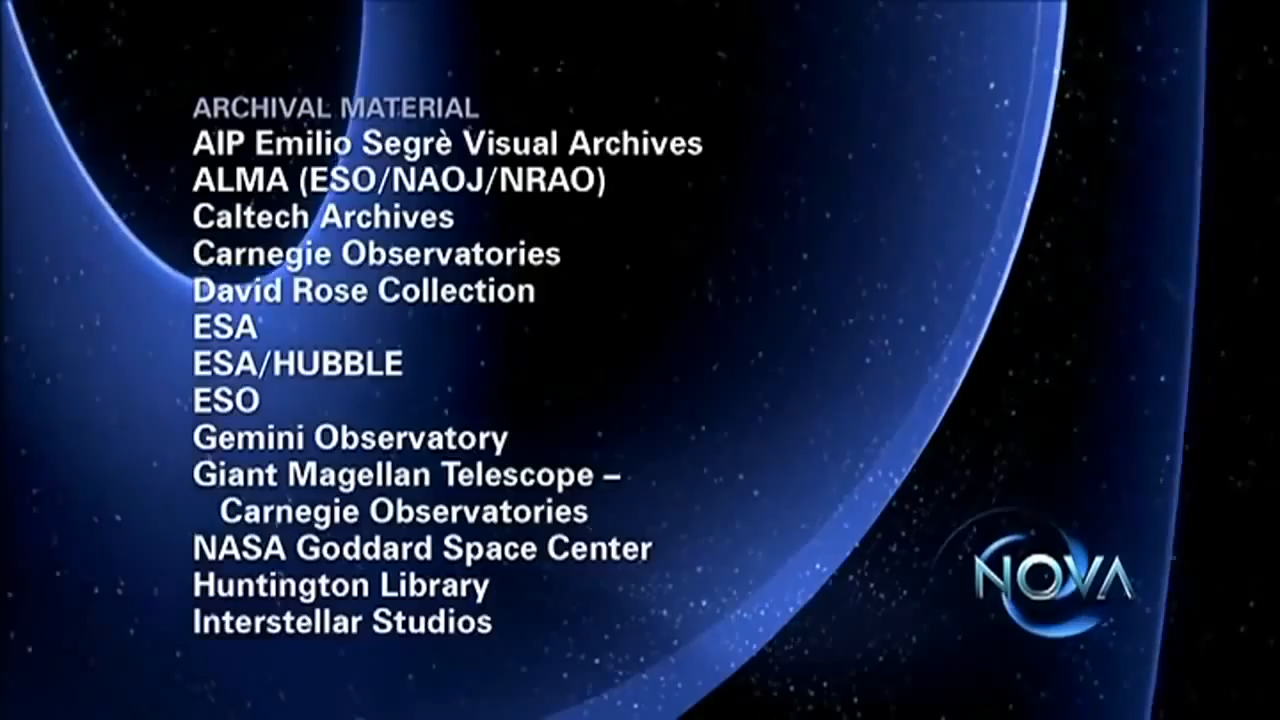 ARCHIVAL MATERIAL
AIP Emilio Segrè Visual Archives
ALMA (ESO/NAOJ/NRAO)
Caltech Archives
Carnegie Observatories
David Rose Collection
ESA
ESA/HUBBLE
ESO
Gemini Observatory
Giant Magellan Telescope –
Carnegie Observatories
NASA Goddard Space Center
Huntington Library
Interstellar Studios
NOVA